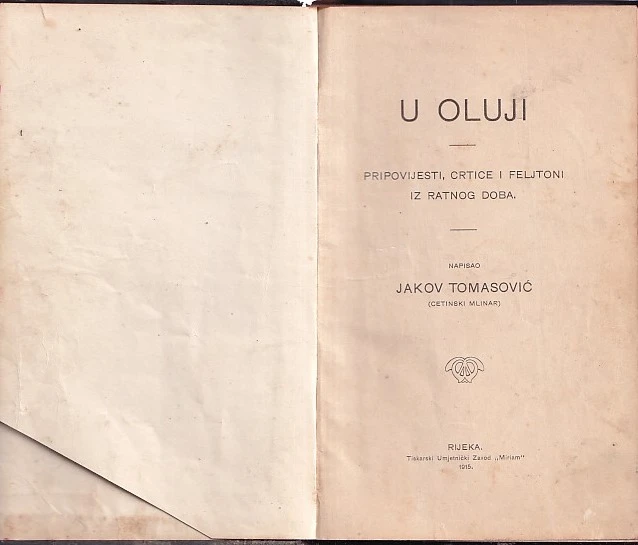 U OLUJI
PRIPOVIJESTI, CRTICE I FELJTONI
IZ RATNOG DOBA.
NAPISAO
JAKOV TOMASOVIĆ
(CETINSKI MLINAR)
RIJEKA.
Tiskarski Umjetnički Zavod „Miriam“
1915.